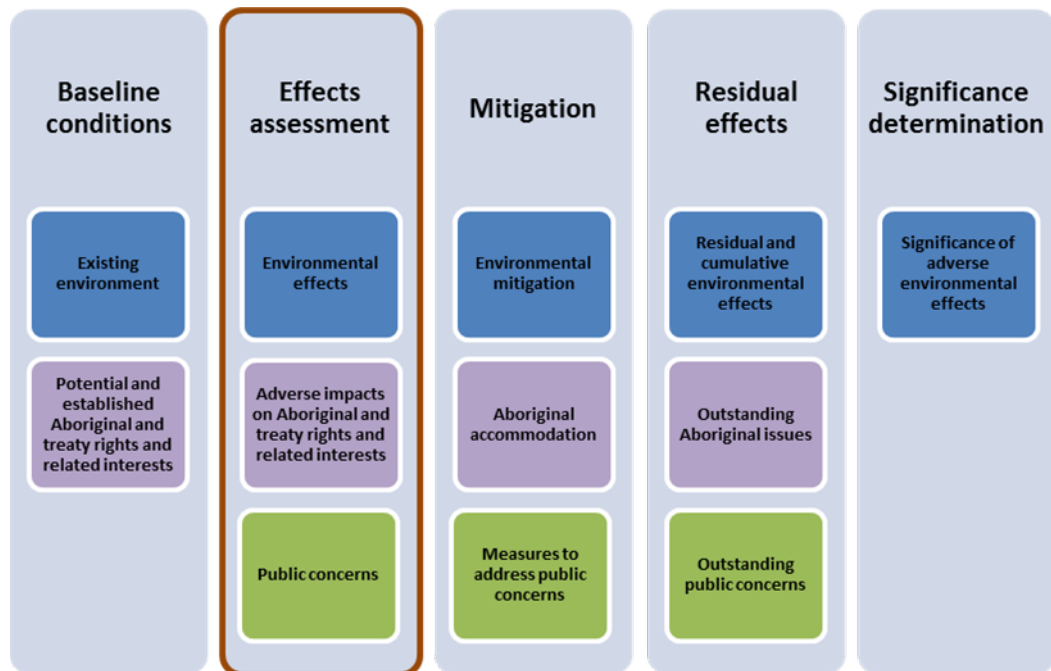 Baseline
conditions
Existing
environment
Potential and
established
Aboriginal and
treaty rights and
related interests
Effects
assessment
Environmental
effects
Adverse impacts
on Aboriginal and
treaty rights and
related interests
Public concerns
Mitigation
Environmental
mitigation
Aboriginal
accommodation
Measures to
address public
concerns
Residual
effects
Residual and
cumulative
environmental
effects
Outstanding
Aboriginal issues
Outstanding
public concerns
Significance
determination
Significance of
adverse
environmental
effects